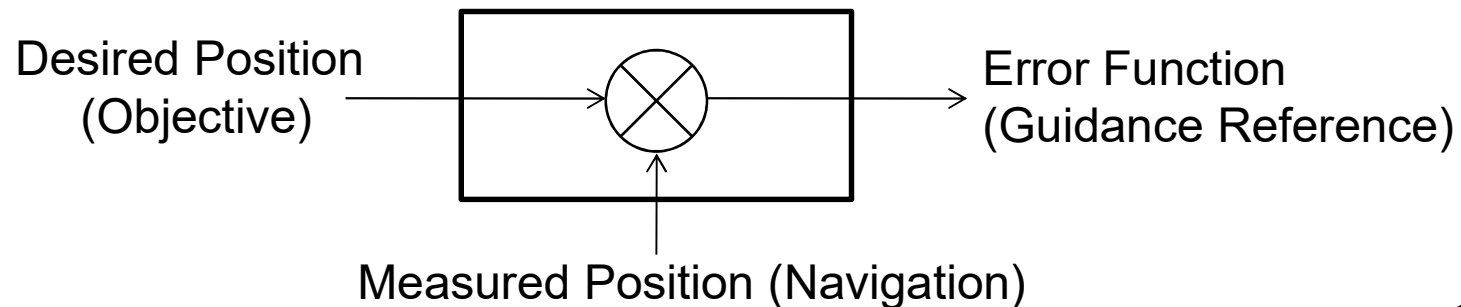 Desired Position
(Objective)
Error Function
(Guidance Reference)
Measured Position (Navigation)